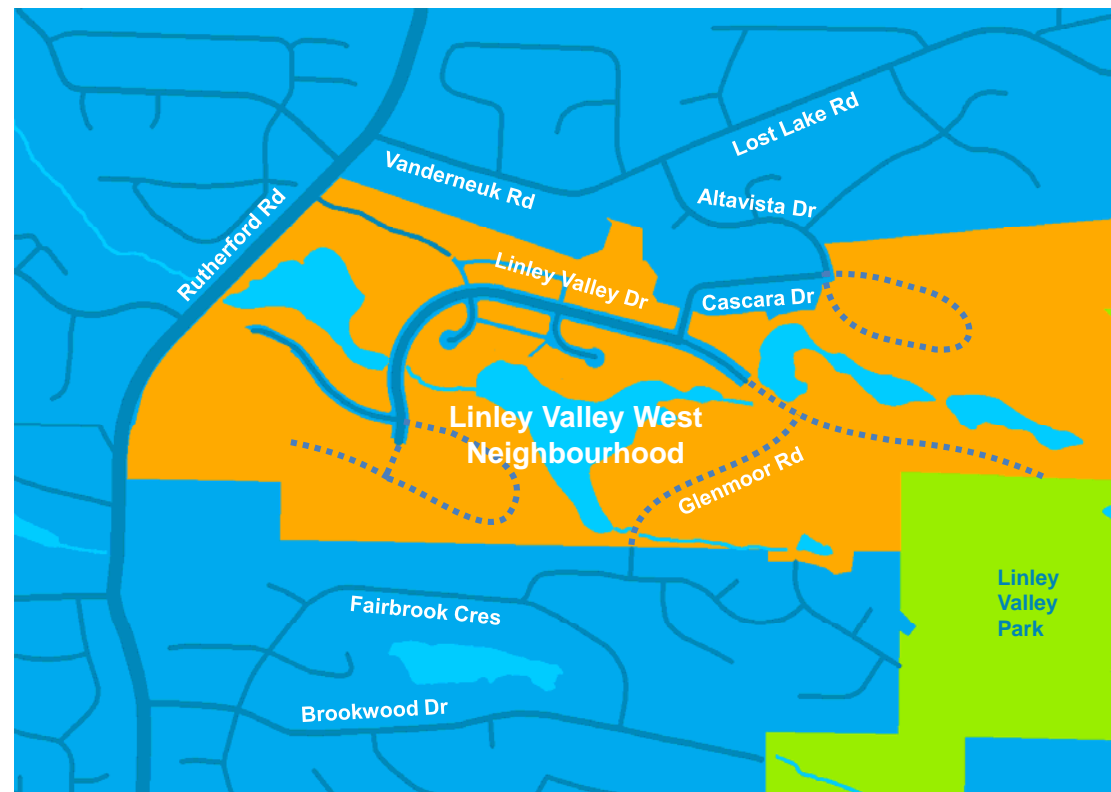 Lost Lake Rd
Vanderneuk Rd
Altavista Dr
Rutherford Rd
Linley Valley Dr
Cascara Dr
Linley Valley West
Neighbourhood
Glenmoor Rd
Linley
Valley
Park
Fairbrook Cres
Brookwood Dr